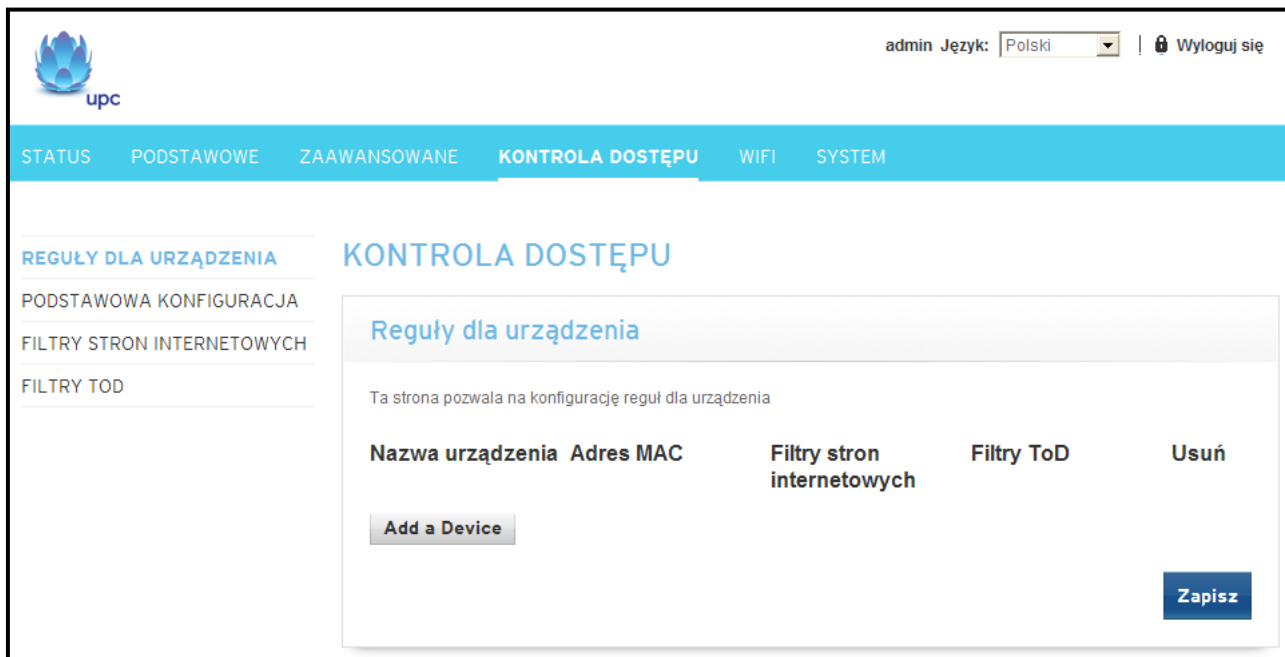 upc
admin Język: Polski | Wyloguj się
STATUS PODSTAWOWE ZAAWANSOWANE KONTROLA DOSTĘPU WIFI SYSTEM
REGUŁY DLA URZĄDZENIA
PODSTAWOWA KONFIGURACJA
FILTRY STRON INTERNETOWYCH
FILTRY TOD
KONTROLA DOSTĘPU
Reguły dla urządzenia
Ta strona pozwala na konfigurację reguł dla urządzenia
Nazwa urządzenia Adres MAC Filtry stron internetowych Filtry ToD Usuń
Add a Device
Zapisz